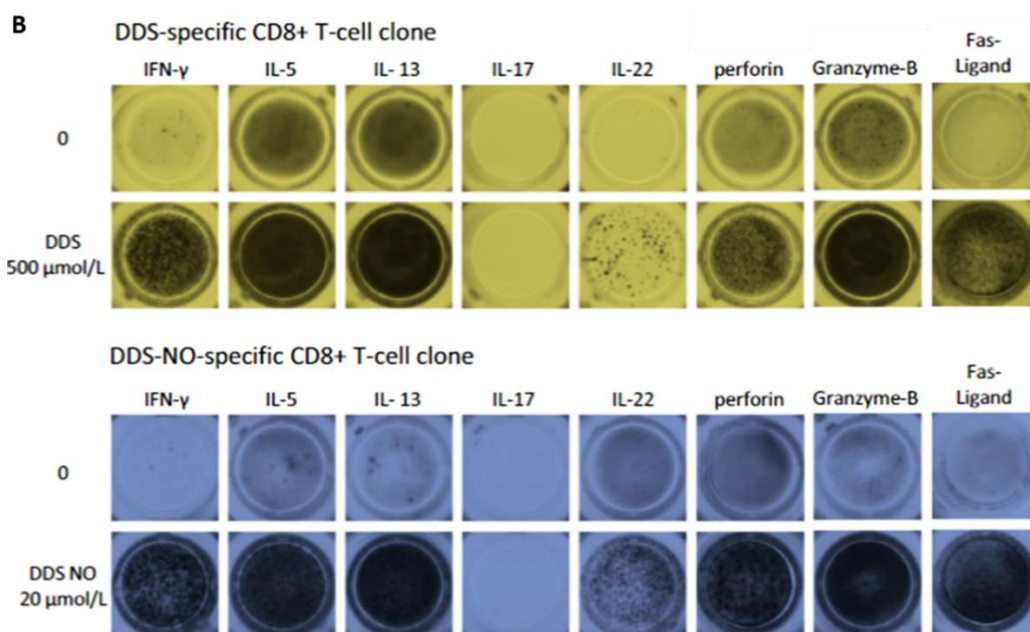 B
DDS-specific CD8+ T-cell clone
IFN-γ IL-5 IL- 13 IL-17 IL-22 perforin Granzyme-B Fas-
Ligand
0
DDS
500 µmol/L
DDS-NO-specific CD8+ T-cell clone
IFN-γ IL-5 IL- 13 IL-17 IL-22 perforin Granzyme-B Fas-
Ligand
0
DDS NO
20 µmol/L